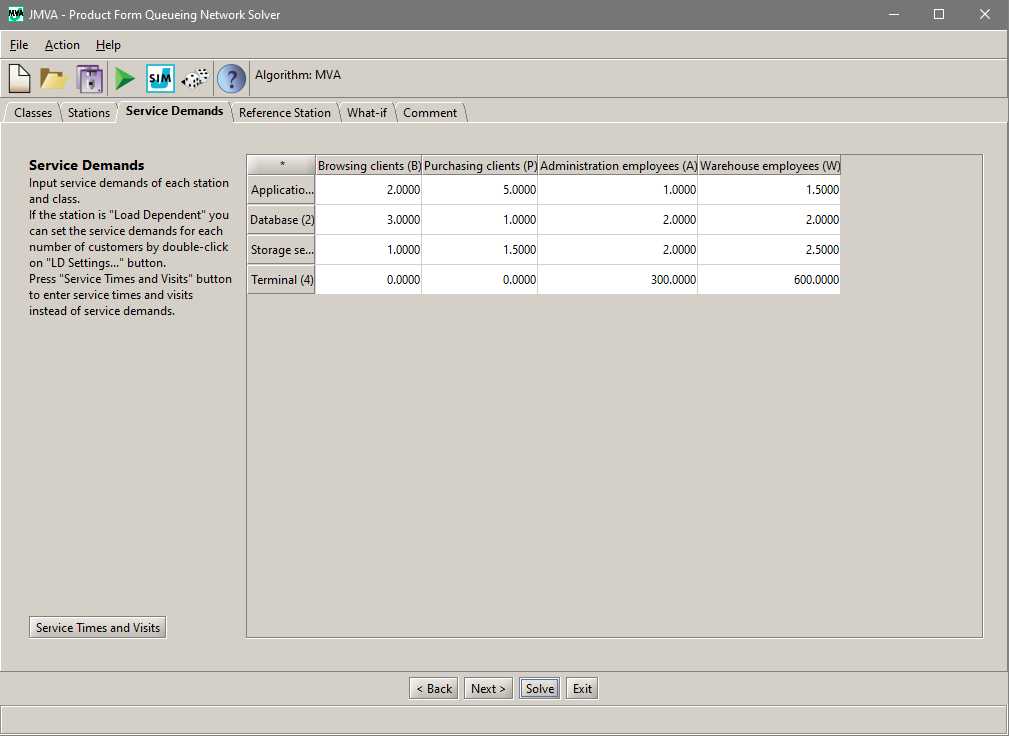 JMVA - Product Form Queueing Network Solver
File Action Help
SIM
Algorithm: MVA
Classes Stations Service Demands Reference Station What-if Comment
Service Demands
Input service demands of each station
and class.
If the station is "Load Dependent" you
can set the service demands for each
number of customers by double-click
on "LD Settings..." button.
Press "Service Times and Visits" button
to enter service times and visits
instead of service demands.
* Browsing clients (B) Purchasing clients (P) Administration employees (A) Warehouse employees (W)
Applicatio... 2.0000 5.0000 1.0000 1.5000
Database (2) 3.0000 1.0000 2.0000 2.0000
Storage se... 1.0000 1.5000 2.0000 2.5000
Terminal (4) 0.0000 0.0000 300.0000 600.0000
Service Times and Visits
< Back Next > Solve Exit